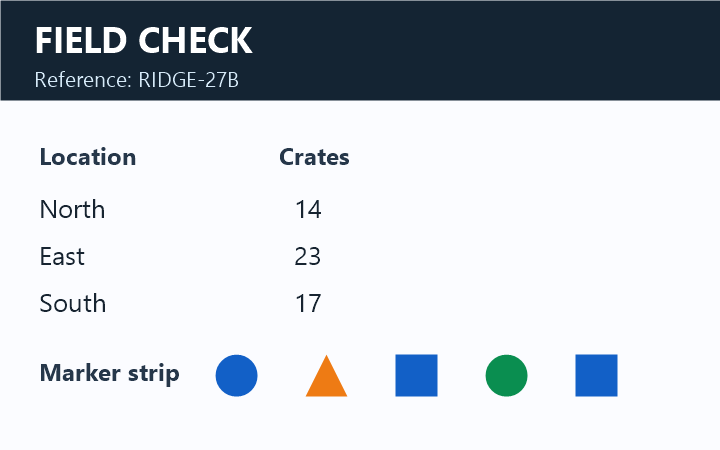 FIELD CHECK
Reference: RIDGE-27B
Location Crates
North 14
East 23
South 17
Marker strip